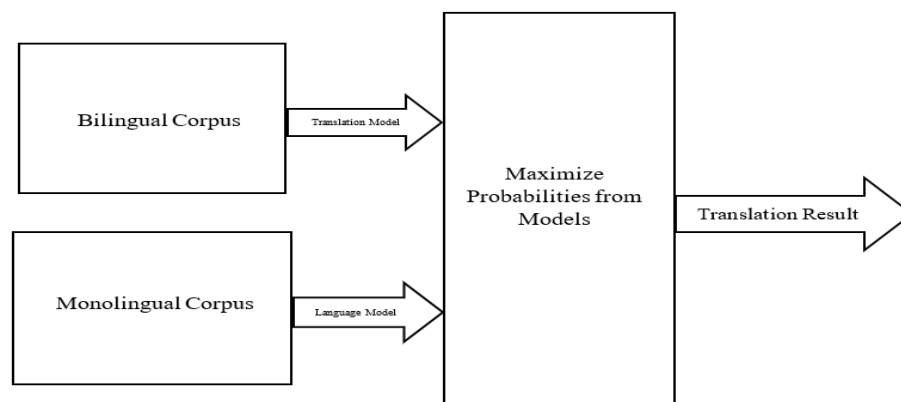 Bilingual Corpus
Translation Model
Maximize
Probabilities from
Models
Translation Result
Monolingual Corpus
Language Model